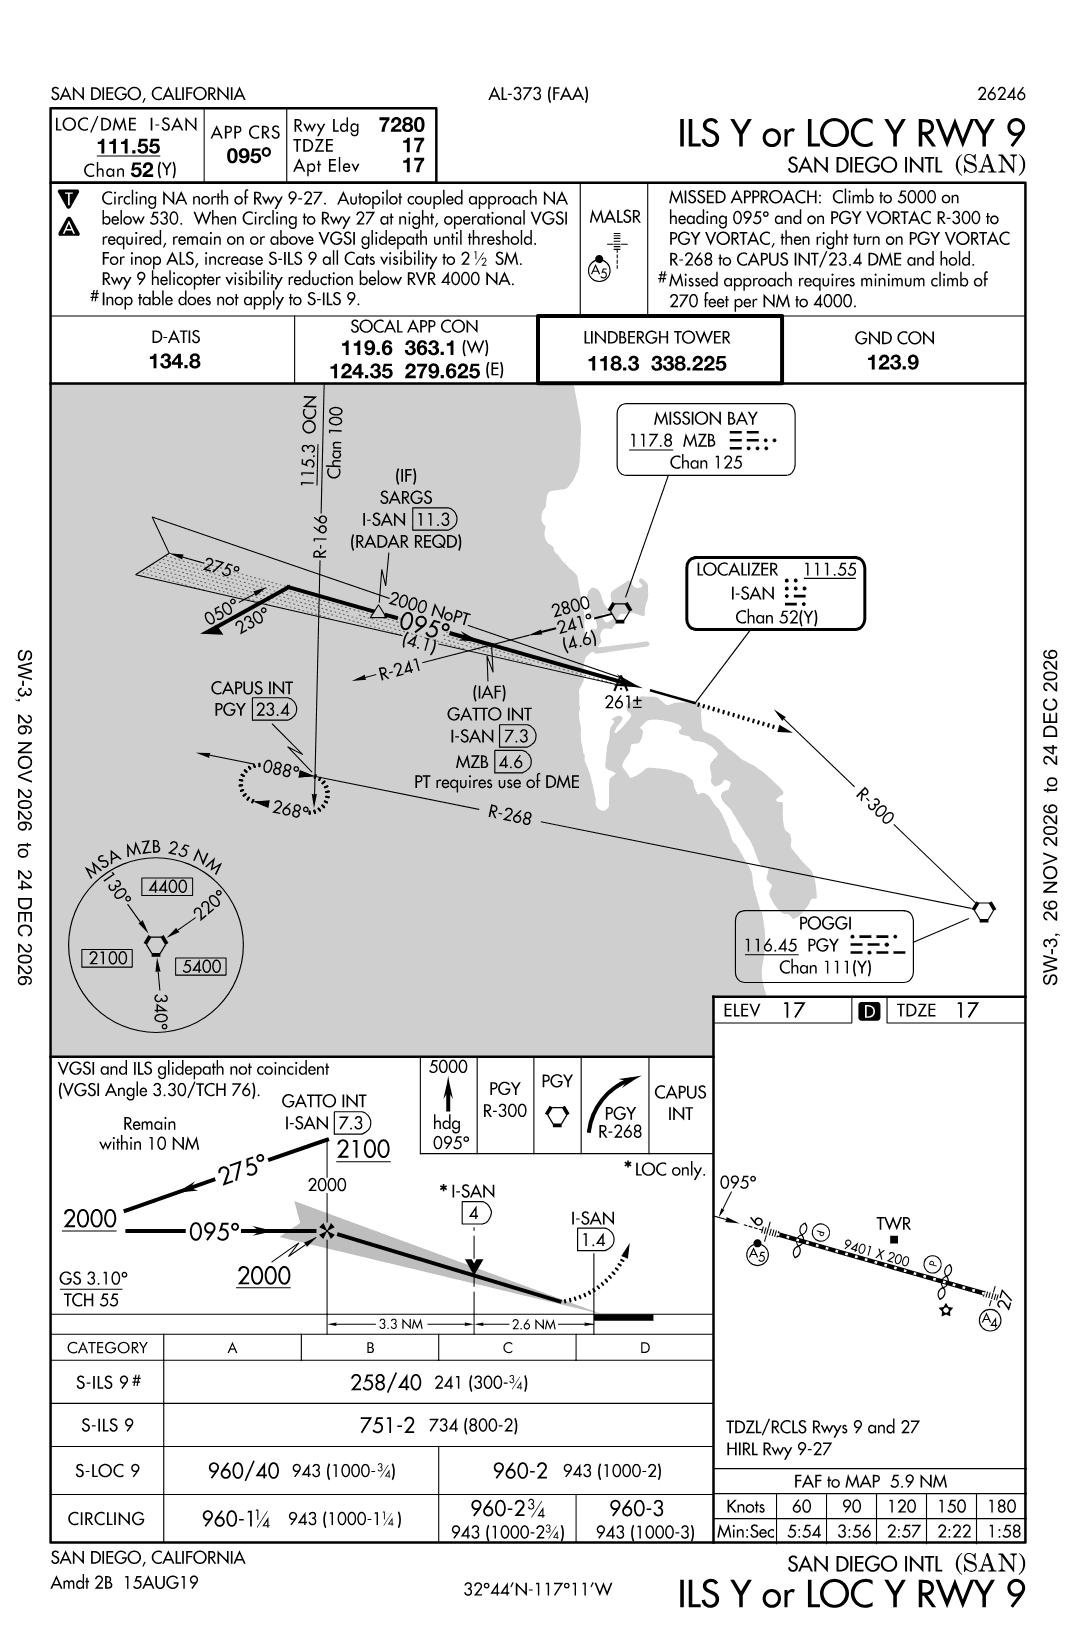 SAN DIEGO, CALIFORNIA
AL-373 (FAA)
26246
LOC/DME I-SAN
111.55
Chan 52 (Y)
APP CRS
095°
Rwy Ldg 7280
TDZE 17
Apt Elev 17
ILS Y or LOC Y RWY 9
SAN DIEGO INTL (SAN)
T
A
Circling NA north of Rwy 9-27. Autopilot coupled approach NA
below 530. When Circling to Rwy 27 at night, operational VGSI
required, remain on or above VGSI glidepath until threshold.
For inop ALS, increase S-ILS 9 all Cats visibility to 2½ SM.
Rwy 9 helicopter visibility reduction below RVR 4000 NA.
#Inop table does not apply to S-ILS 9.
MALSR
A5
MISSED APPROACH: Climb to 5000 on
heading 095° and on PGY VORTAC R-300 to
PGY VORTAC, then right turn on PGY VORTAC
R-268 to CAPUS INT/23.4 DME and hold.
#Missed approach requires minimum climb of
270 feet per NM to 4000.
D-ATIS
134.8
SOCAL APP CON
119.6 363.1 (W)
124.35 279.625 (E)
LINDBERGH TOWER
118.3 338.225
GND CON
123.9
115.3 OCN
Chan 100
R-166
(IF)
SARGS
I-SAN 11.3
(RADAR REQD)
MISSION BAY
117.8 MZB
Chan 125
LOCALIZER 111.55
I-SAN
Chan 52(Y)
275°
050°
230°
2000 NoPT
095°
(4.1)
2800
241°
(4.6)
R-241
261±
CAPUS INT
PGY 23.4
(IAF)
GATTO INT
I-SAN 7.3
MZB 4.6
PT requires use of DME
088°
268°
R-268
R-300
POGGI
116.45 PGY
Chan 111(Y)
MSA MZB 25 NM
130°
4400
220°
2100
5400
340°
SW-3, 26 NOV 2026 to 24 DEC 2026
SW-3, 26 NOV 2026 to 24 DEC 2026
ELEV 17
D
TDZE 17
VGSI and ILS glidepath not coincident
(VGSI Angle 3.30/TCH 76).
Remain
within 10 NM
GATTO INT
I-SAN 7.3
2100
275°
2000
2000
095°
2000
GS 3.10°
TCH 55
5000
hdg
095°
PGY
R-300
PGY
PGY
R-268
CAPUS
INT
*LOC only.
*I-SAN
4
I-SAN
1.4
3.3 NM
2.6 NM
095°
9
A5
P
TWR
9401 X 200
P
27
A4
TDZL/RCLS Rwys 9 and 27
HIRL Rwy 9-27
FAF to MAP 5.9 NM
Knots 60 90 120 150 180
Min:Sec 5:54 3:56 2:57 2:22 1:58
CATEGORY A B C D
S-ILS 9# 258/40 241 (300-¾)
S-ILS 9 751-2 734 (800-2)
S-LOC 9 960/40 943 (1000-¾) 960-2 943 (1000-2)
CIRCLING 960-1¼ 943 (1000-1¼) 960-2¾ 943 (1000-2¾) 960-3 943 (1000-3)
SAN DIEGO, CALIFORNIA
Amdt 2B 15AUG19
32°44'N-117°11'W
SAN DIEGO INTL (SAN)
ILS Y or LOC Y RWY 9